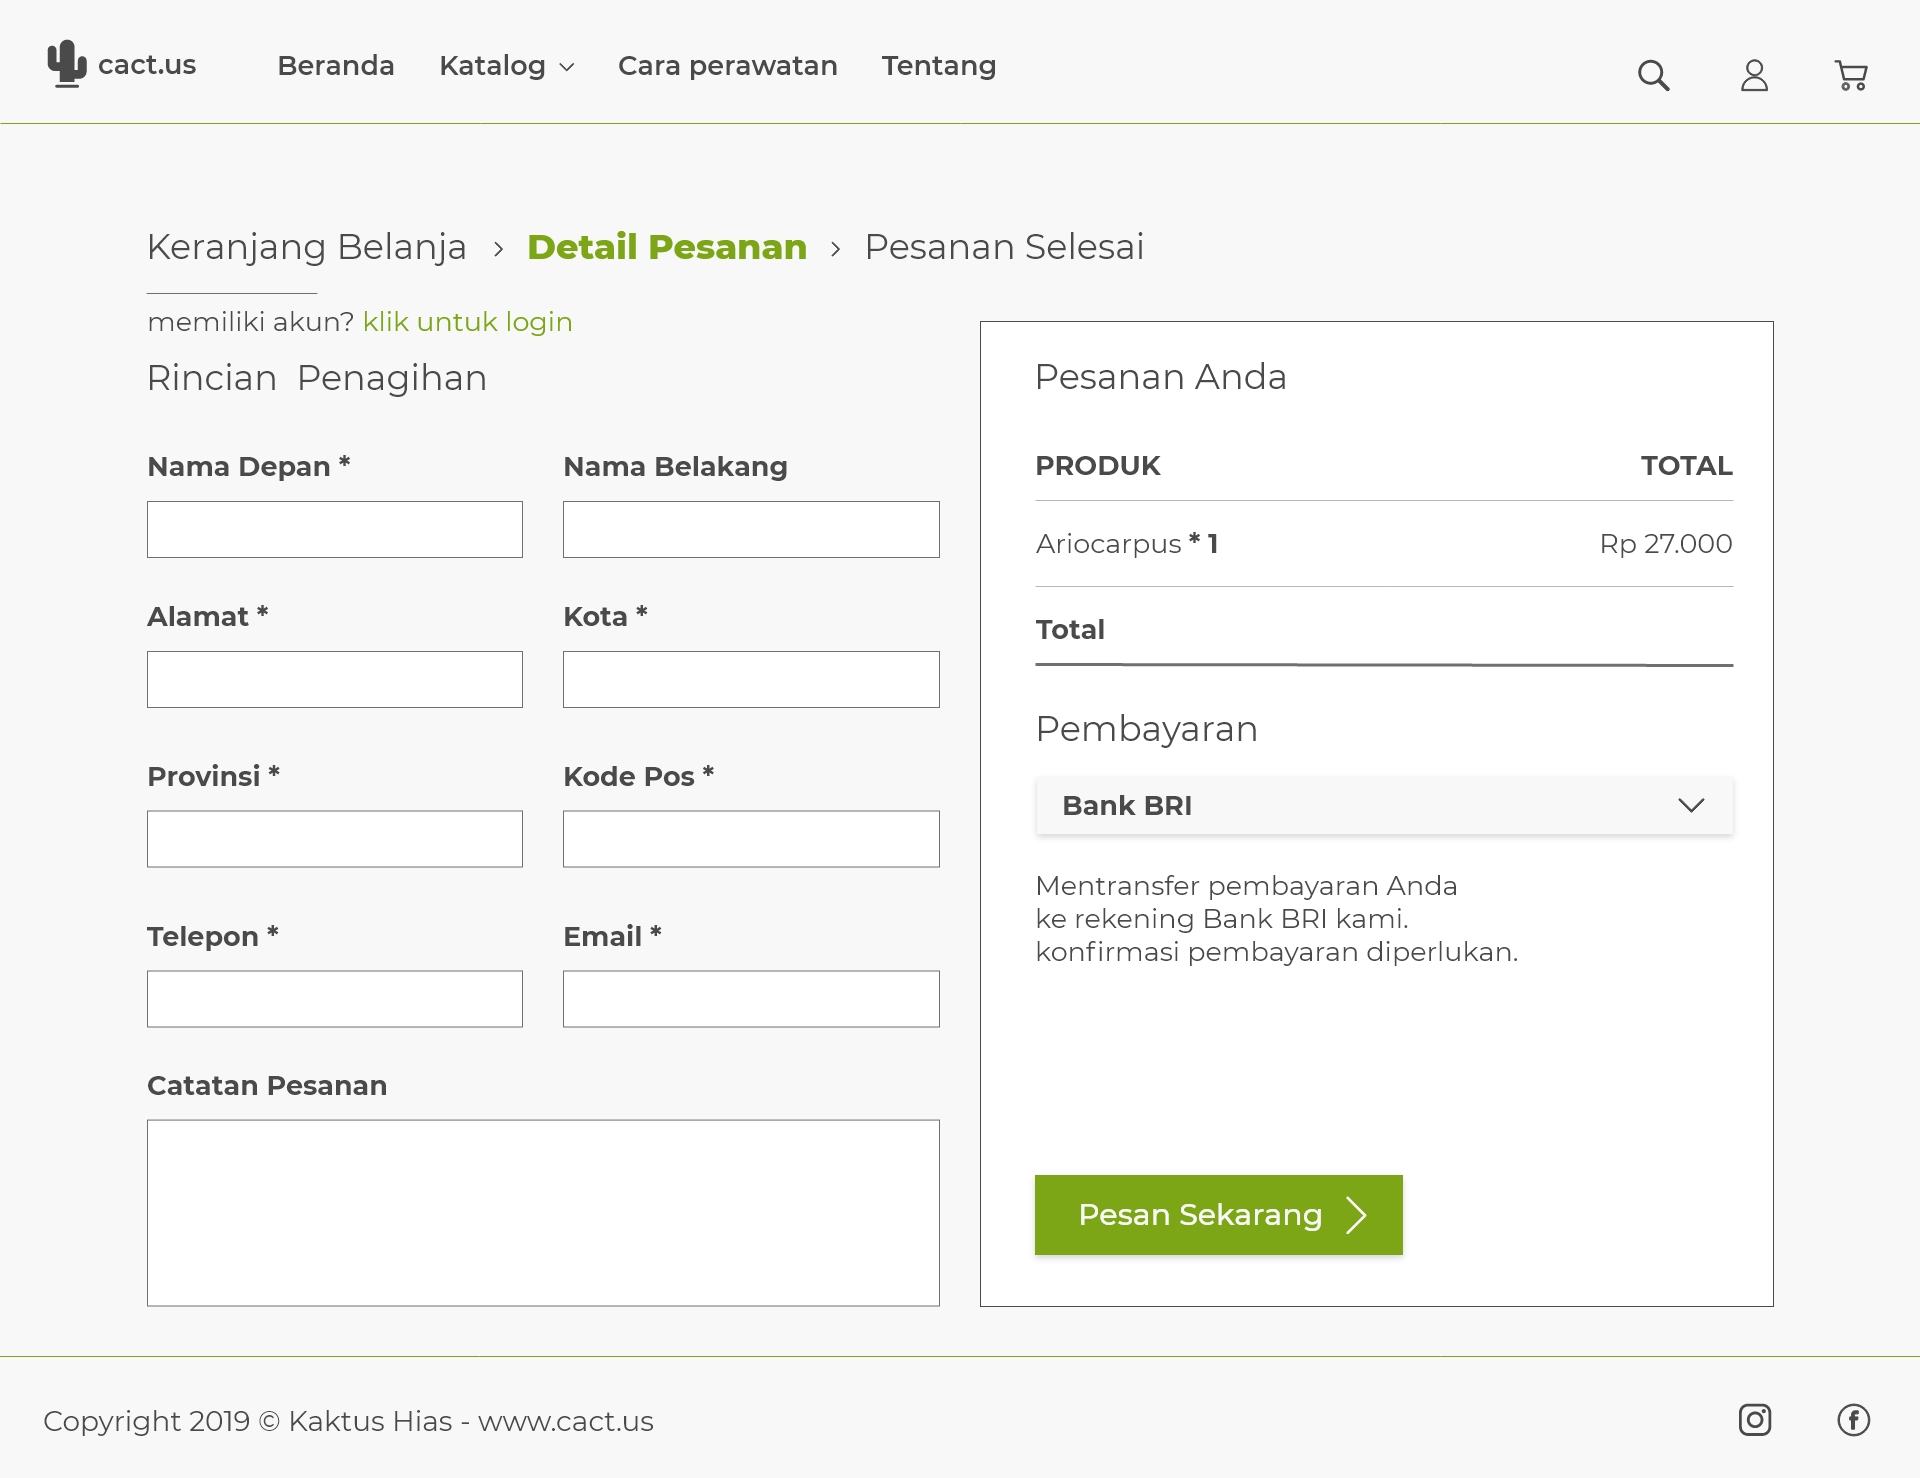 cact.us Beranda Katalog Cara perawatan Tentang
Keranjang Belanja › Detail Pesanan › Pesanan Selesai
memiliki akun? klik untuk login
Rincian Penagihan
Nama Depan * Nama Belakang
Alamat * Kota *
Provinsi * Kode Pos *
Telepon * Email *
Catatan Pesanan
Pesanan Anda
PRODUK TOTAL
Ariocarpus * 1 Rp 27.000
Total
Pembayaran
Bank BRI
Mentransfer pembayaran Anda
ke rekening Bank BRI kami.
konfirmasi pembayaran diperlukan.
Pesan Sekarang
Copyright 2019 © Kaktus Hias - www.cact.us